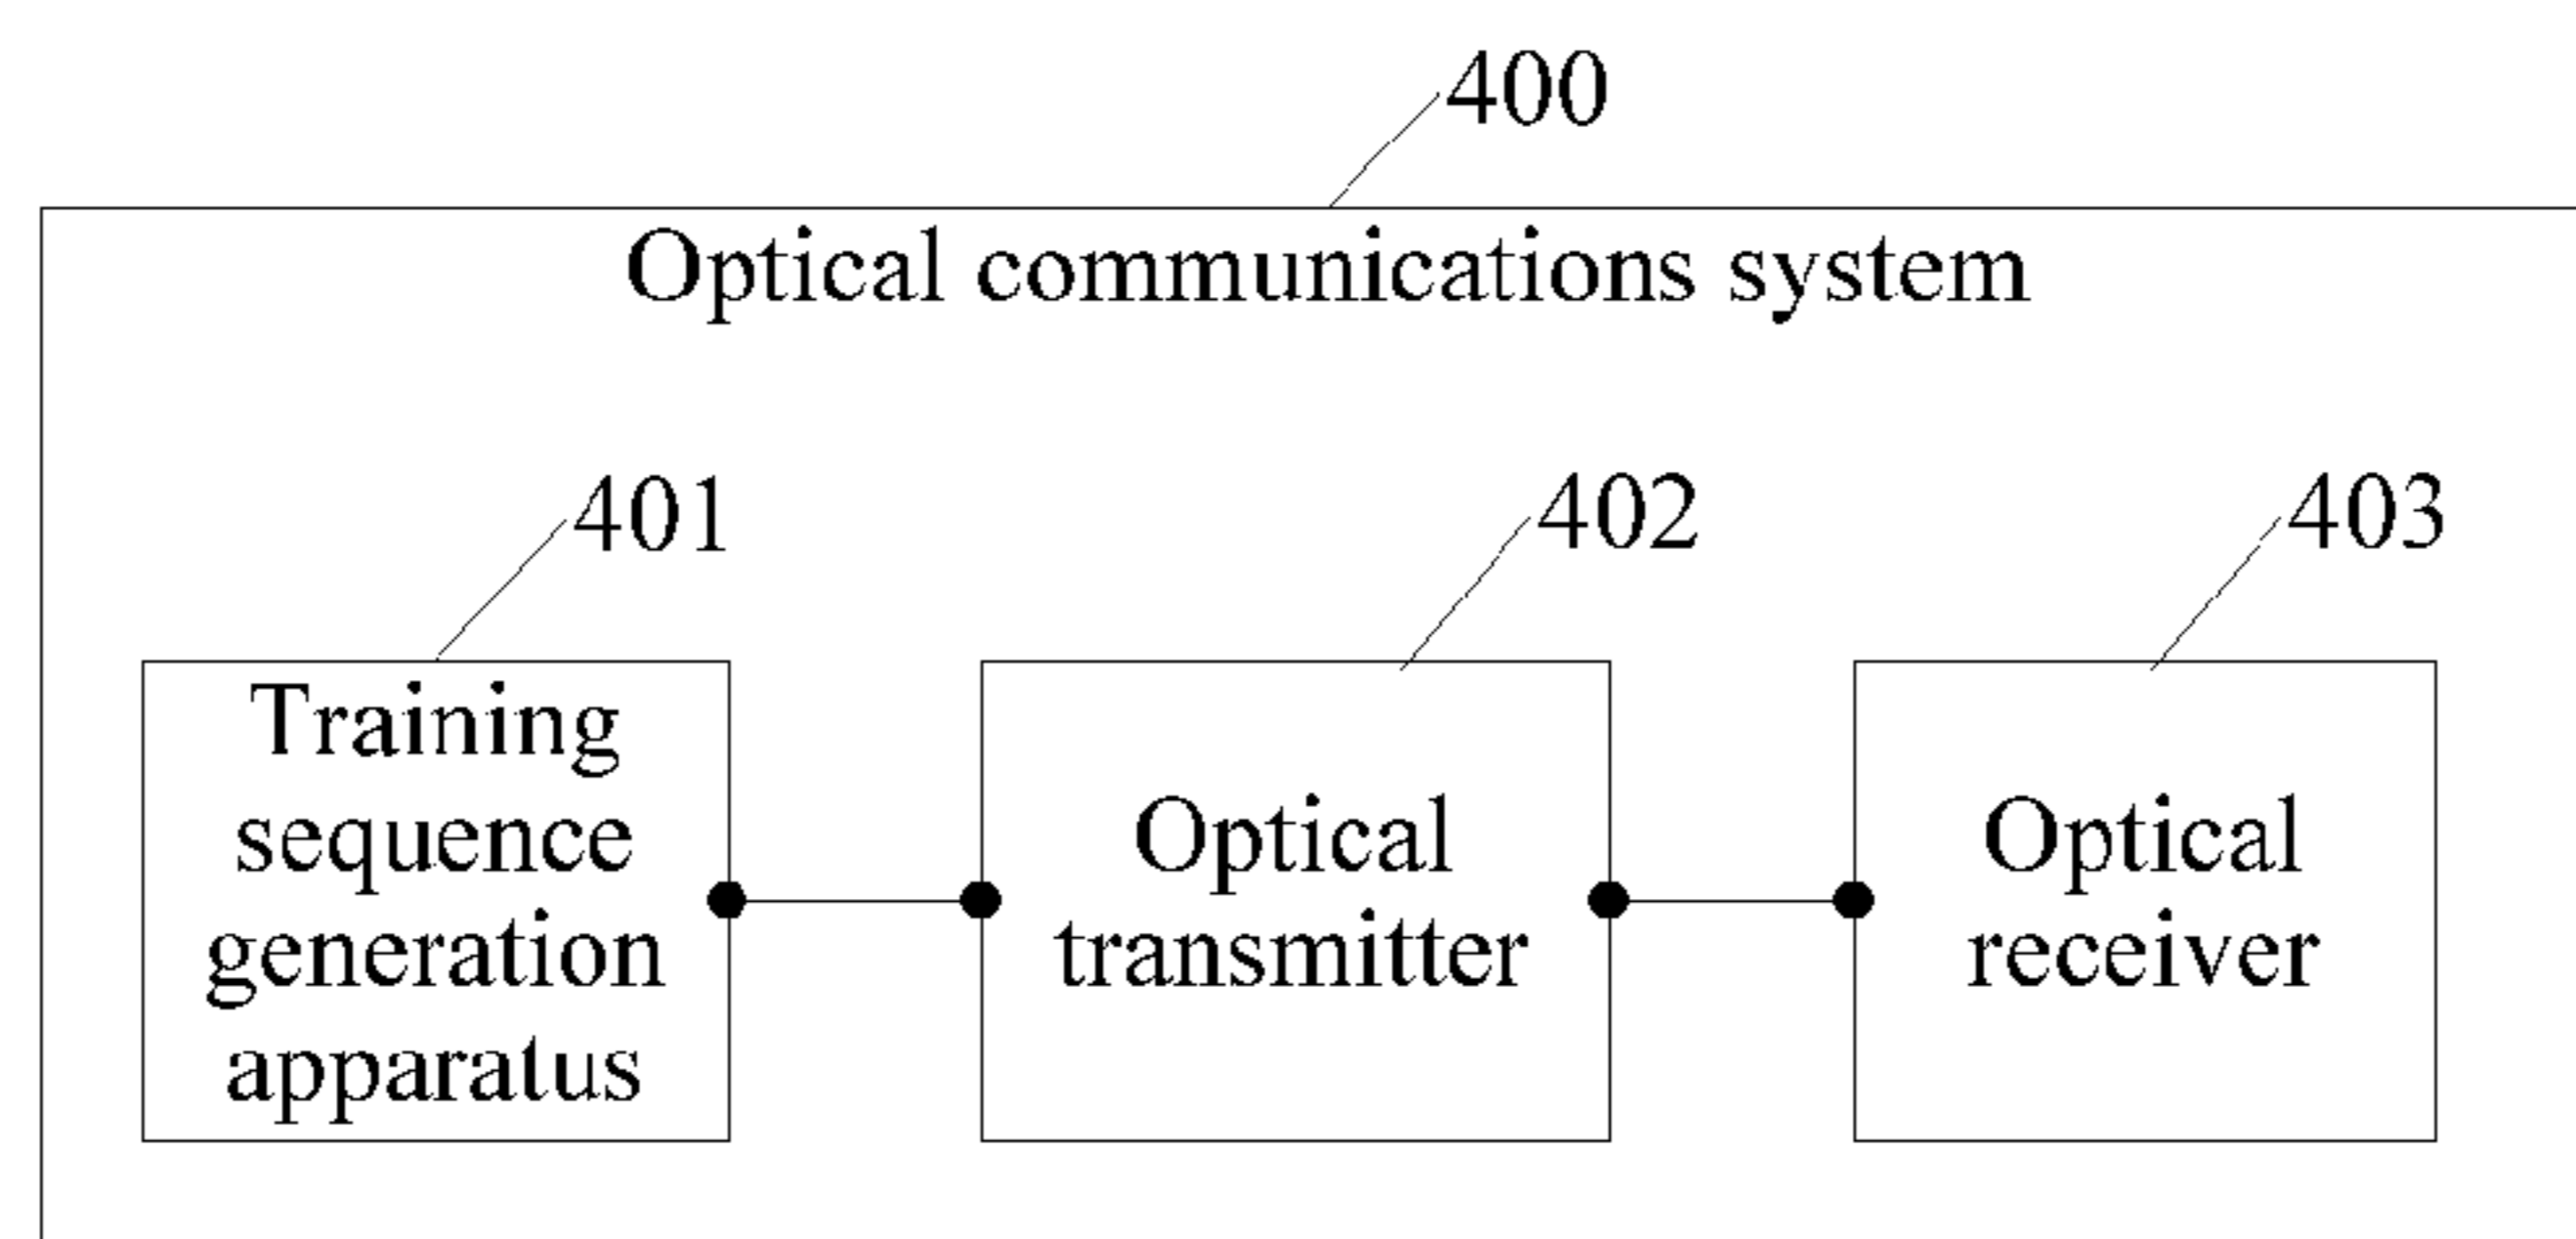 400
Optical communications system
401
402
403
Training
sequence
generation
apparatus
Optical
transmitter
Optical
receiver